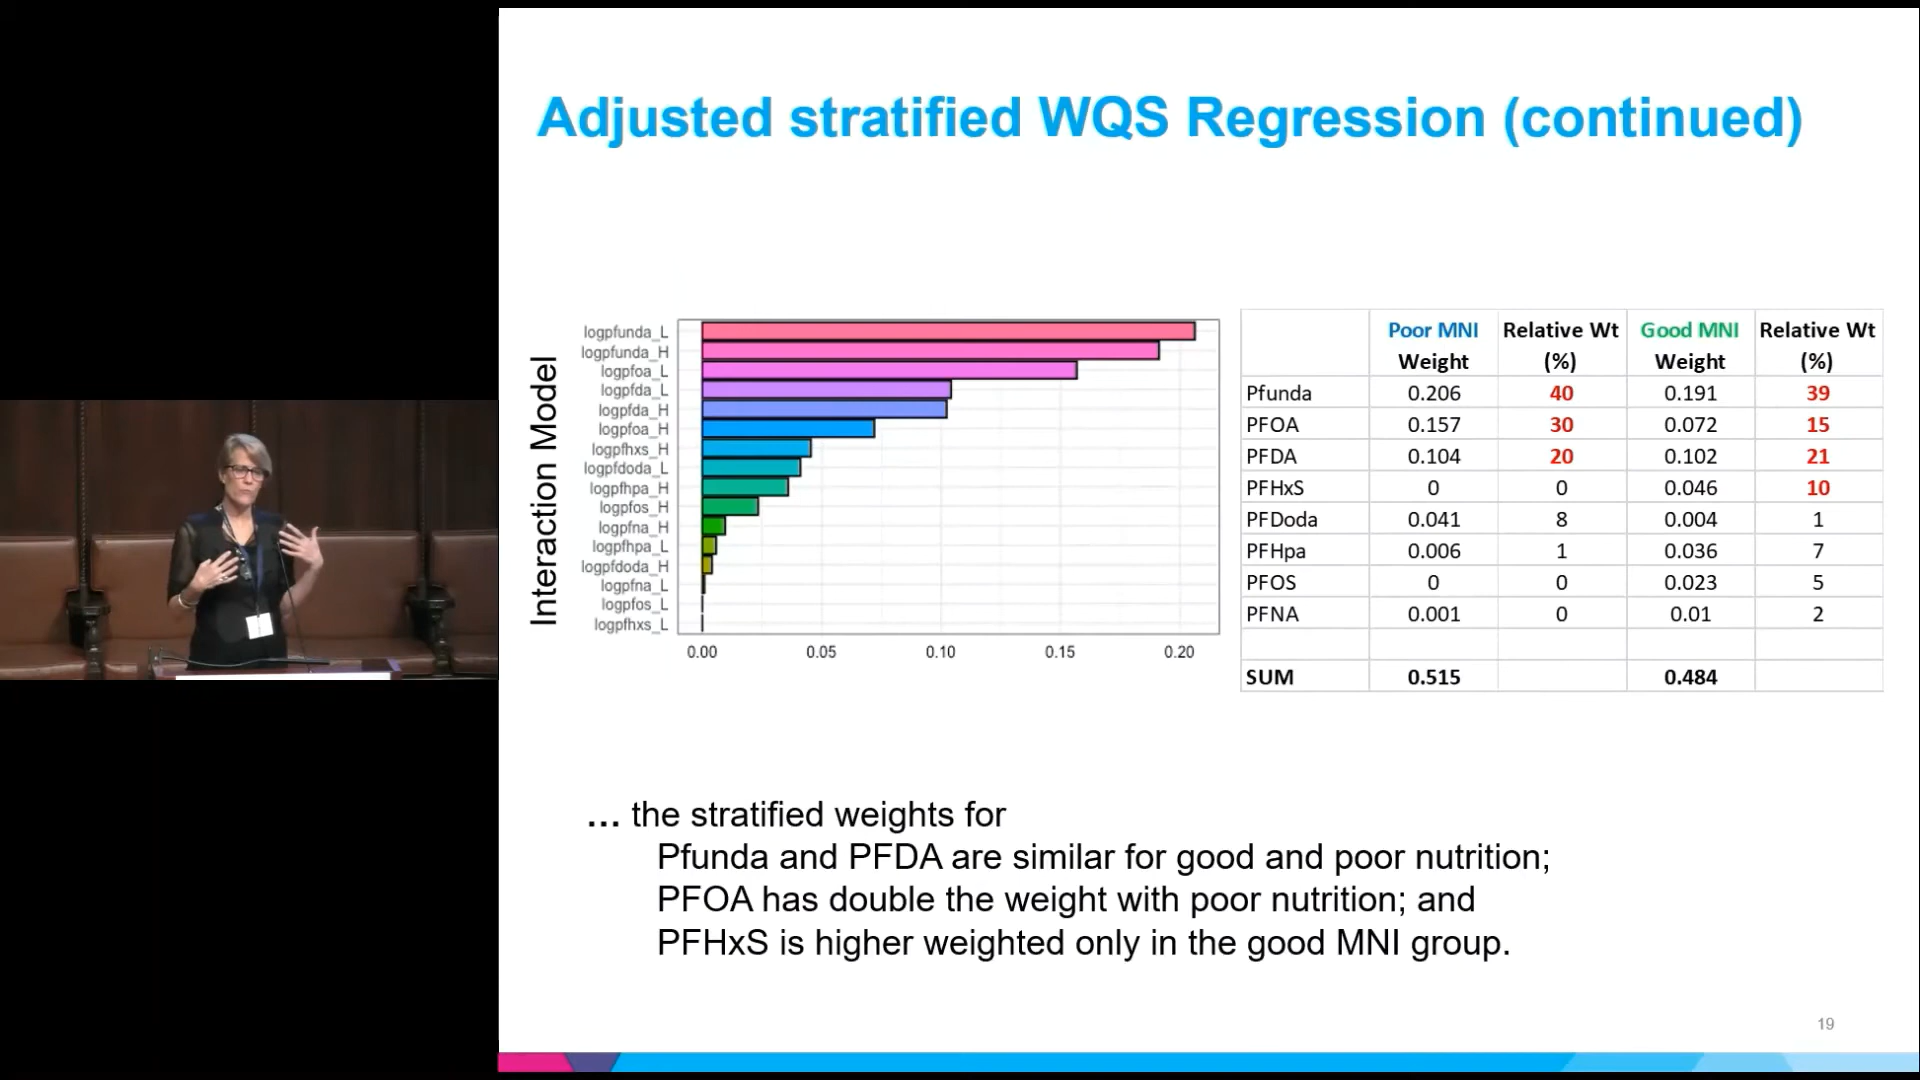 Adjusted stratified WQS Regression (continued)
Interaction Model
logpfunda_L
logpfunda_H
logpfoa_L
logpfda_L
logpfda_H
logpfoa_H
logpfhxs_H
logpfdoda_L
logpfhpa_H
logpfos_H
logpfna_H
logpfhpa_L
logpfdoda_H
logpfna_L
logpfos_L
logpfhxs_L
0.00 0.05 0.10 0.15 0.20
Poor MNI Relative Wt Good MNI Relative Wt
Weight (%) Weight (%)
Pfunda 0.206 40 0.191 39
PFOA 0.157 30 0.072 15
PFDA 0.104 20 0.102 21
PFHxS 0 0 0.046 10
PFDoda 0.041 8 0.004 1
PFHpa 0.006 1 0.036 7
PFOS 0 0 0.023 5
PFNA 0.001 0 0.01 2
SUM 0.515 0.484
... the stratified weights for
Pfunda and PFDA are similar for good and poor nutrition;
PFOA has double the weight with poor nutrition; and
PFHxS is higher weighted only in the good MNI group.
19